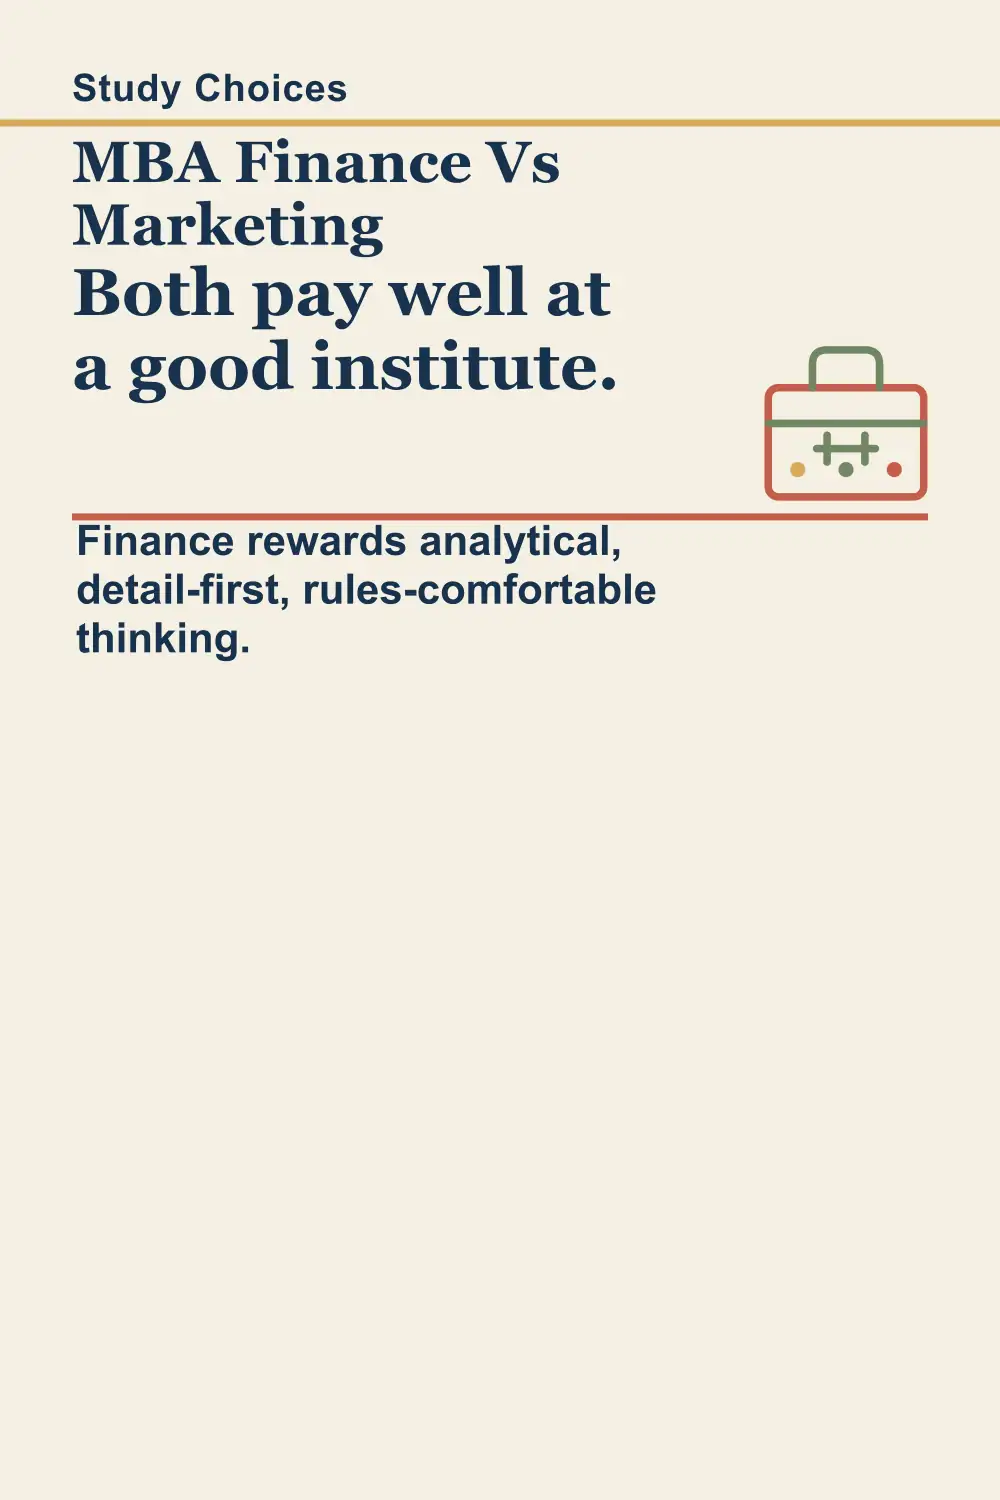 Study Choices
MBA Finance Vs
Marketing
Both pay well at
a good institute.
Finance rewards analytical,
detail-first, rules-comfortable
thinking.